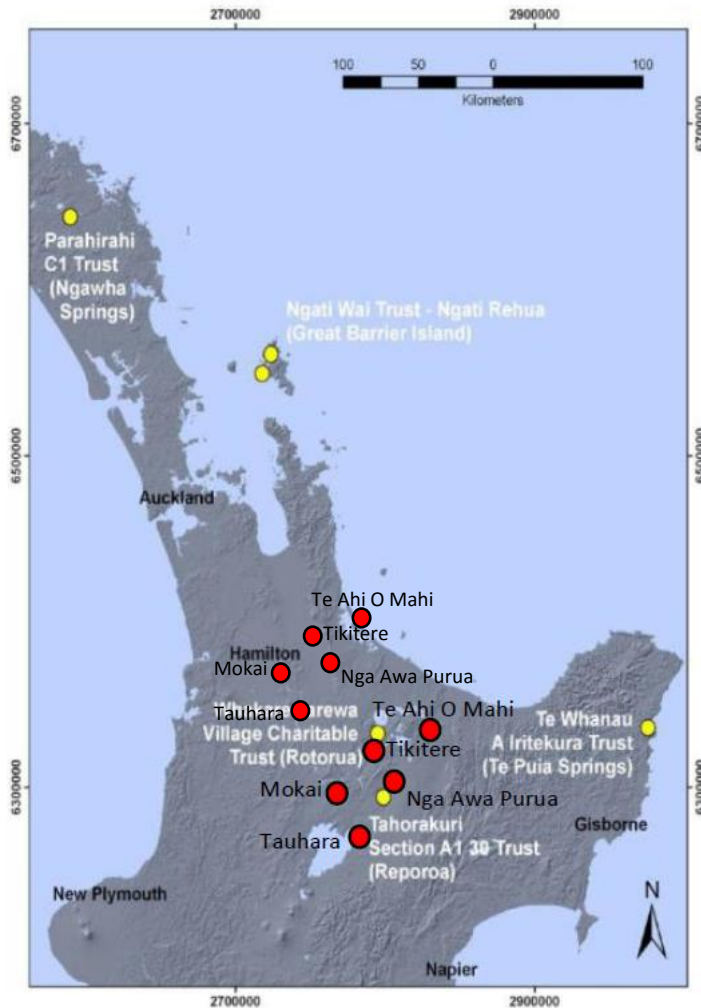 2700000
2900000
100
50
0
100
Kilometers
6700000
6700000
Parahirahi
C1 Trust
(Ngawha
Springs)
Ngati Wai Trust - Ngati Rehua
(Great Barrier Island)
6500000
6500000
Auckland
Te Ahi O Mahi
Tikitere
Hamilton
Mokai
Nga Awa Purua
Tauhara
Village Charitable
Trust (Rotorua)
Te Ahi O Mahi
Tikitere
Te Whanau
A Iritekura Trust
(Te Puia Springs)
6300000
6300000
Mokai
Nga Awa Purua
Tauhara
Tahorakuri
Section A1 30 Trust
(Reporoa)
Gisborne
New Plymouth
N
Napier
2700000
2900000